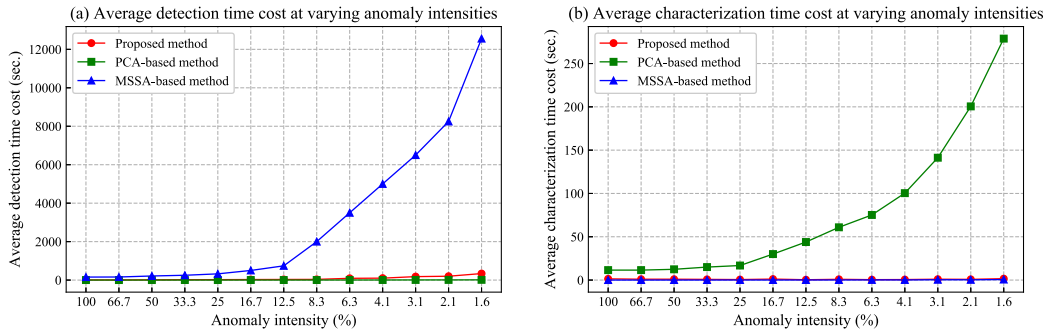 (a) Average detection time cost at varying anomaly intensities
Average detection time cost (sec.)
12000
10000
8000
6000
4000
2000
0
Proposed method
PCA-based method
MSSA-based method
100 66.7 50 33.3 25 16.7 12.5 8.3 6.3 4.1 3.1 2.1 1.6
Anomaly intensity (%)
(b) Average characterization time cost at varying anomaly intensities
Average characterization time cost (sec.)
250
200
150
100
50
0
Proposed method
PCA-based method
MSSA-based method
100 66.7 50 33.3 25 16.7 12.5 8.3 6.3 4.1 3.1 2.1 1.6
Anomaly intensity (%)